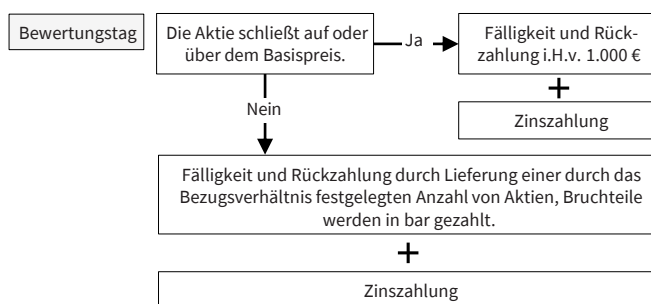 Bewertungstag
Die Aktie schließt auf oder
über dem Basispreis.
Ja
Fälligkeit und Rück-
zahlung i.H.v. 1.000 €
+
Zinszahlung
Nein
Fälligkeit und Rückzahlung durch Lieferung einer durch das
Bezugsverhältnis festgelegten Anzahl von Aktien, Bruchteile
werden in bar gezahlt.
+
Zinszahlung